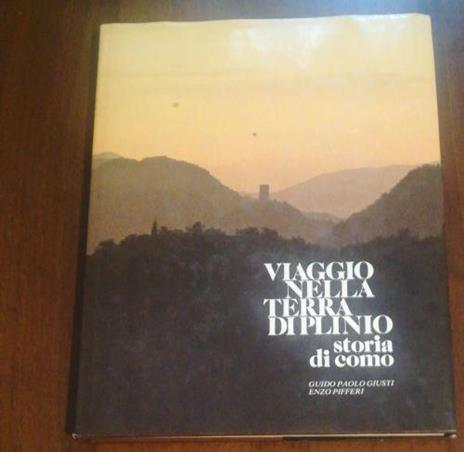 VIAGGIO
NELLA
TERRA
DI PLINIO
storia
di como
GUIDO PAOLO GIUSTI
ENZO PIFFERI